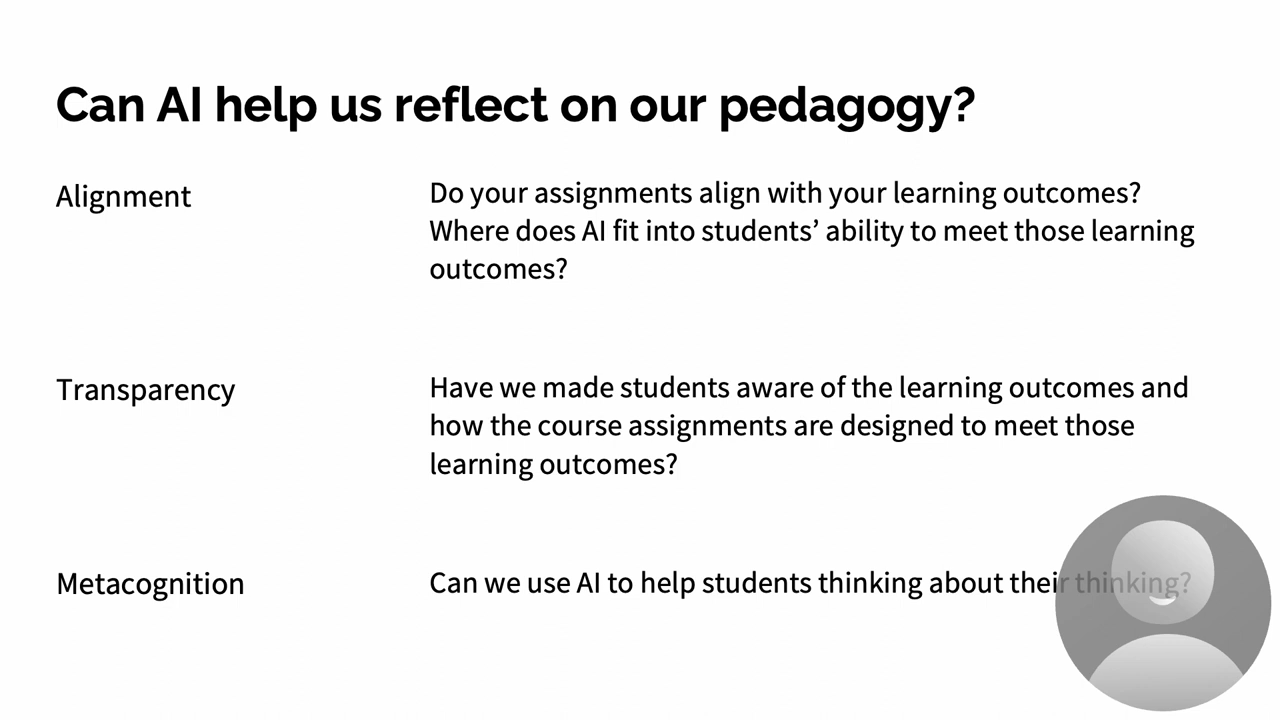 Can AI help us reflect on our pedagogy?
Alignment
Do your assignments align with your learning outcomes?
Where does AI fit into students’ ability to meet those learning
outcomes?
Transparency
Have we made students aware of the learning outcomes and
how the course assignments are designed to meet those
learning outcomes?
Metacognition
Can we use AI to help students thinking about their thinking?